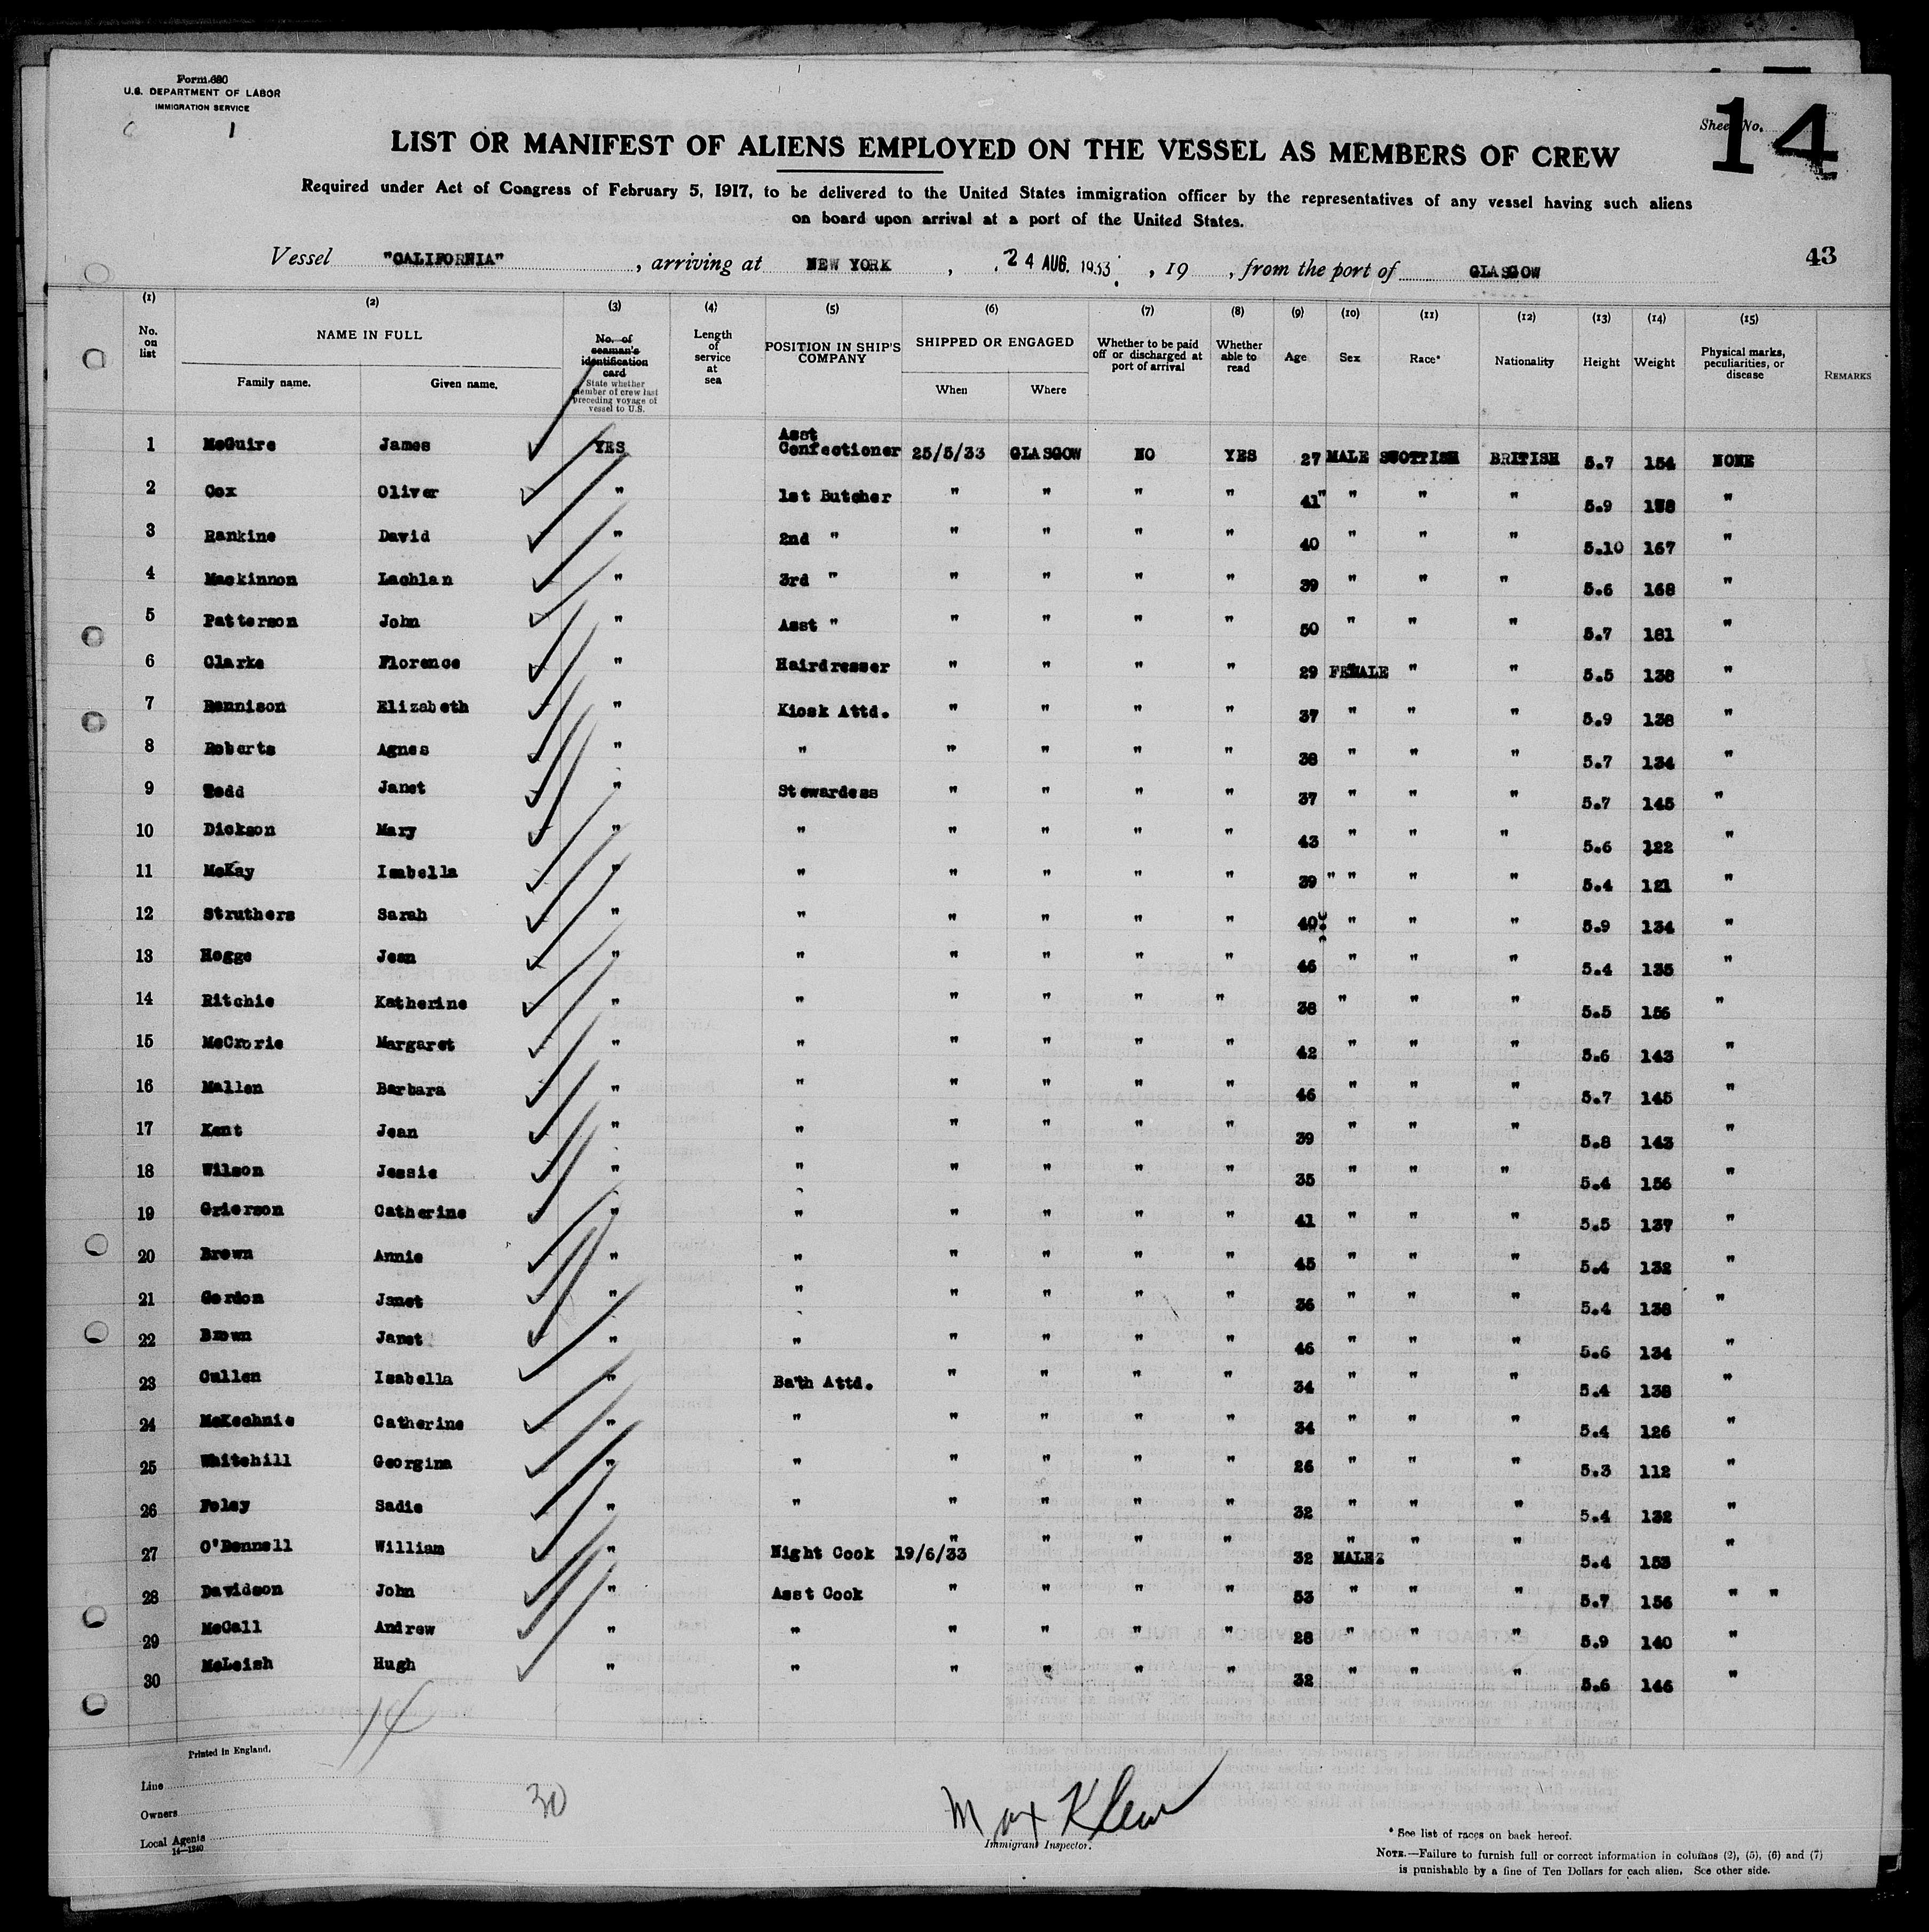 Form 680
U.S. DEPARTMENT OF LABOR
IMMIGRATION SERVICE
1
Sheet No.
14
LIST OR MANIFEST OF ALIENS EMPLOYED ON THE VESSEL AS MEMBERS OF CREW
Required under Act of Congress of February 5, 1917, to be delivered to the United States immigration officer by the representatives of any vessel having such aliens
on board upon arrival at a port of the United States.
Vessel "CALIFORNIA", arriving at NEW YORK, 24 AUG. 1933, 19 , from the port of GLASGOW
43
(1) (2) (3) (4) (5) (6) (7) (8) (9) (10) (11) (12) (13) (14) (15)
No. on list NAME IN FULL Family name. Given name. No. of seaman's identification card State whether member of crew last preceding voyage of vessel to U.S. Length of service at sea POSITION IN SHIP'S COMPANY SHIPPED OR ENGAGED When Where Whether to be paid off or discharged at port of arrival Whether able to read Age Sex Race* Nationality Height Weight Physical marks, peculiarities, or disease REMARKS
1 McGuire James YES Asst Confectioner 25/5/33 GLASGOW NO YES 27 MALE SCOTTISH BRITISH 5.7 154 NONE
2 Cox Oliver " 1st Butcher " " " " 41" " " " 5.9 "
3 Rankine David " 2nd " " " " " 40 " " " 5.10 167 "
4 Mackinnon Lachlan " 3rd " " " " " 39 " " " 5.6 168 "
5 Patterson John " Asst " " " " " 50 " " " 5.7 181 "
6 Clarke Florence " Hairdresser " " " " 29 FEMALE " " 5.5 138 "
7 Rennison Elizabeth " Kiosk Attd. " " " " 37 " " " 5.9 138 "
8 Roberts Agnes " " " " " " 38 " " " 5.7 134 "
9 Todd Janet " Stewardess " " " " 37 " " " 5.7 145 "
10 Dickson Mary " " " " " " 43 " " " 5.6 122 "
11 McKay Isabella " " " " " " 39 " " " " 5.4 121 "
12 Struthers Sarah " " " " " " 40 " " " 5.9 134 "
13 Hogge Jean " " " " " " 46 " " " 5.4 135 "
14 Ritchie Katherine " " " " " " 38 " " " 5.5 156 "
15 McCrorie Margaret " " " " " " 42 " " " 5.6 143 "
16 Mallen Barbara " " " " " " 46 " " " 5.7 145 "
17 Kent Jean " " " " " " 39 " " " 5.8 143 "
18 Wilson Jessie " " " " " " 35 " " " 5.4 156 "
19 Grierson Catherine " " " " " " 41 " " " 5.5 137 "
20 Brown Annie " " " " " " 45 " " " 5.4 132 "
21 Gordon Janet " " " " " " 36 " " " 5.4 138 "
22 Brown Janet " " " " " " 46 " " " 5.6 134 "
23 Cullen Isabella " Bath Attd. " " " " 34 " " " 5.4 138 "
24 McKechnie Catherine " " " " " " 34 " " " 5.4 126 "
25 Whitehill Georgina " " " " " " 26 " " " 5.3 112 "
26 Foley Sadie " " " " " " 32 " " " 5.4 132 "
27 O'Donnell William " Night Cook 19/6/33 " " " 32 MALE " " 5.4 153 "
28 Davidson John " Asst Cook " " " " 53 " " " 5.7 156 " "
29 McCall Andrew " " " " " " 28 " " " 5.9 140 "
30 McLeish Hugh " " " " " " 32 " " " 5.6 146 "
14
Printed in England.
Line
Owners
Local Agents
14—1240
30
Max Klein
Immigrant Inspector.
* See list of races on back hereof.
NOTE.—Failure to furnish full or correct information in columns (2), (5), (6) and (7)
is punishable by a fine of Ten Dollars for each alien. See other side.